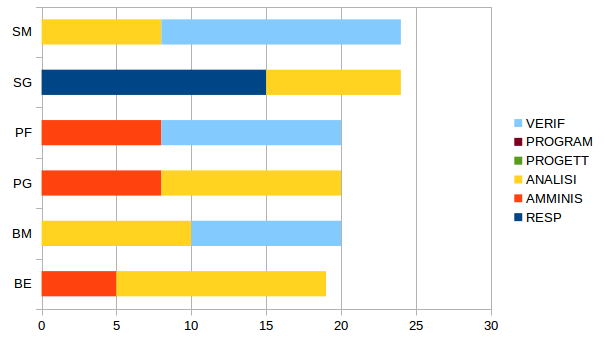 SM
SG
PF
PG
BM
BE
0 5 10 15 20 25 30
VERIF
PROGRAM
PROGETT
ANALISI
AMMINIS
RESP